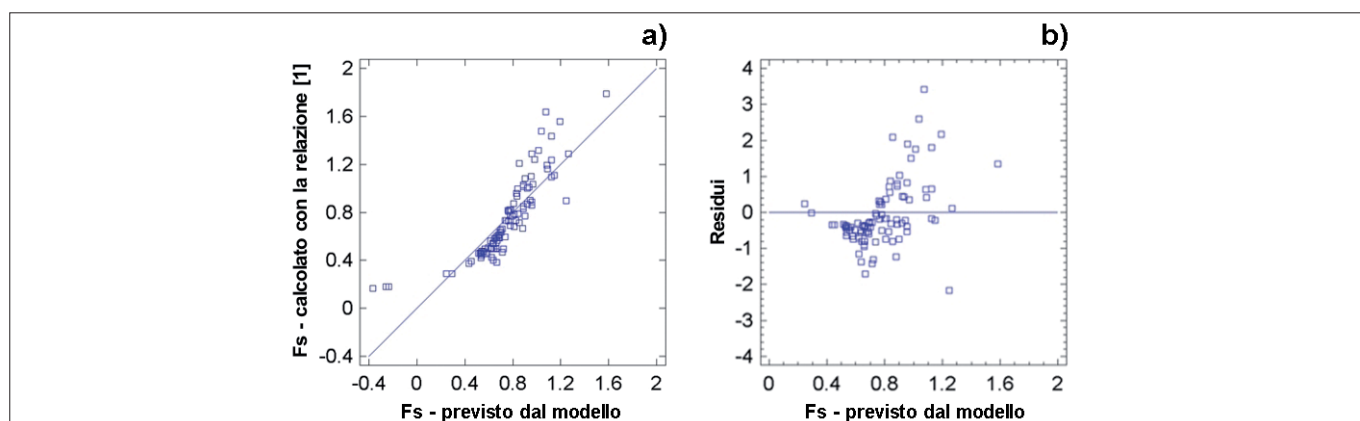 a)
Fs - calcolato con la relazione [1]
2
1.6
1.2
0.8
0.4
0
-0.4
-0.4 0 0.4 0.8 1.2 1.6 2
Fs - previsto dal modello
b)
Residui
4
3
2
1
0
-1
-2
-3
-4
0 0.4 0.8 1.2 1.6 2
Fs - previsto dal modello